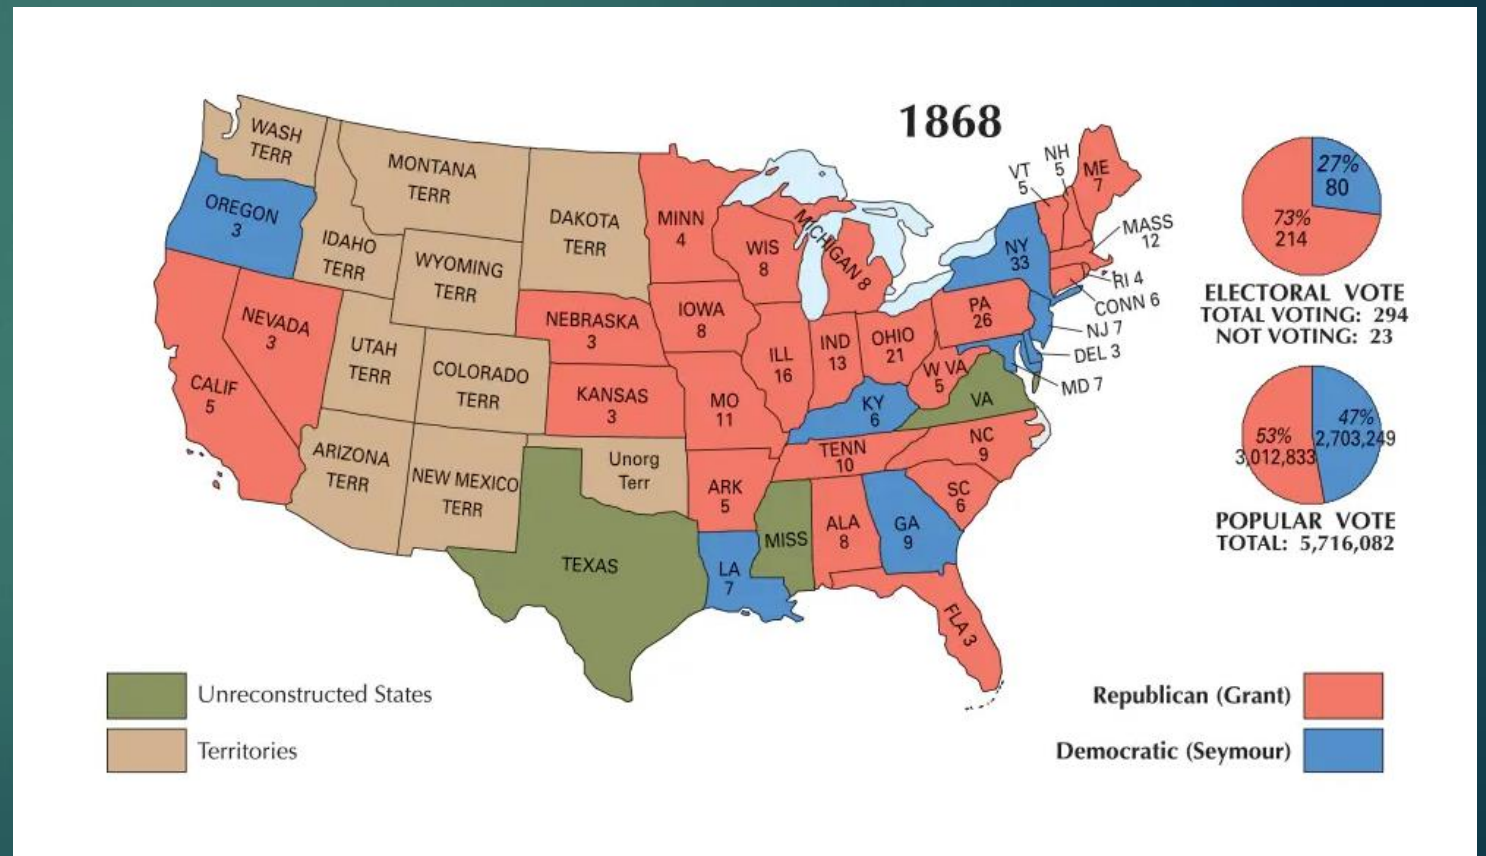 1868
WASH
TERR
OREGON
3
MONTANA
TERR
IDAHO
TERR
WYOMING
TERR
DAKOTA
TERR
MINN
4
WIS
8
MICHIGAN 8
NH
5
VT
5
ME
7
MASS
12
RI 4
CONN 6
NY
33
PA
26
NJ 7
DEL 3
MD 7
NEVADA
3
CALIF
5
UTAH
TERR
COLORADO
TERR
NEBRASKA
3
KANSAS
3
IOWA
8
MO
11
ILL
16
IND
13
OHIO
21
W VA
5
VA
KY
6
TENN
10
NC
9
SC
6
ARIZONA
TERR
NEW MEXICO
TERR
Unorg
Terr
TEXAS
ARK
5
LA
7
MISS
ALA
8
GA
9
FLA 3
27%
80
73%
214
ELECTORAL VOTE
TOTAL VOTING: 294
NOT VOTING: 23
47%
2,703,249
53%
3,012,833
POPULAR VOTE
TOTAL: 5,716,082
Unreconstructed States
Territories
Republican (Grant)
Democratic (Seymour)